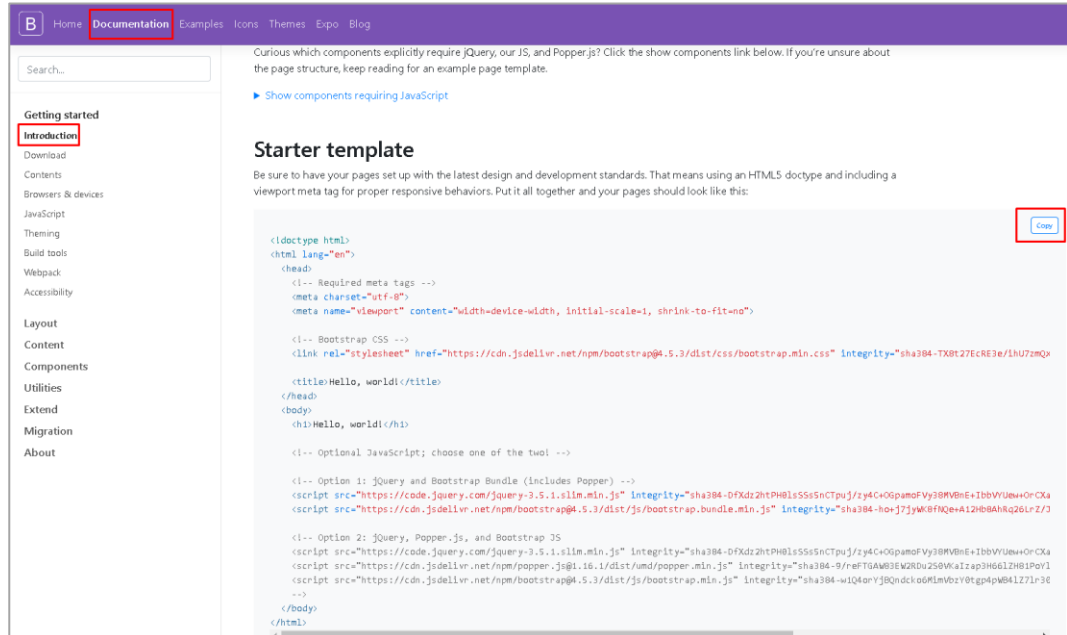 B Home Documentation Examples Icons Themes Expo Blog
Search...
Getting started
Introduction
Download
Contents
Browsers & devices
JavaScript
Theming
Build tools
Webpack
Accessibility
Layout
Content
Components
Utilities
Extend
Migration
About
Curious which components explicitly require jQuery, our JS, and Popper.js? Click the show components link below. If you're unsure about
the page structure, keep reading for an example page template.
Show components requiring JavaScript
Starter template
Be sure to have your pages set up with the latest design and development standards. That means using an HTML5 doctype and including a
viewport meta tag for proper responsive behaviors. Put it all together and your pages should look like this:
Copy
<!doctype html>
<html lang="en">
<head>
<!-- Required meta tags -->
<meta charset="utf-8">
<meta name="viewport" content="width=device-width, initial-scale=1, shrink-to-fit=no">
<!-- Bootstrap CSS -->
<link rel="stylesheet" href="https://cdn.jsdelivr.net/npm/bootstrap@4.5.3/dist/css/bootstrap.min.css" integrity="sha384-TX8t27EcRE3e/ihU7zmQx
<title>Hello, world!</title>
</head>
<body>
<h1>Hello, world!</h1>
<!-- Optional JavaScript; choose one of the two! -->
<!-- Option 1: jQuery and Bootstrap Bundle (includes Popper) -->
<script src="https://code.jquery.com/jquery-3.5.1.slim.min.js" integrity="sha384-DfXdz2htPH0lsSSs5nCTpuj/zy4C+OGpamoFVy38MVBnE+IbbVYUew+OrCXa
<script src="https://cdn.jsdelivr.net/npm/bootstrap@4.5.3/dist/js/bootstrap.bundle.min.js" integrity="sha384-ho+j7jyWK8fNQe+A12Hb8AhRq26LrZ/J
<!-- Option 2: jQuery, Popper.js, and Bootstrap JS
<script src="https://code.jquery.com/jquery-3.5.1.slim.min.js" integrity="sha384-DfXdz2htPH0lsSSs5nCTpuj/zy4C+OGpamoFVy38MVBnE+IbbVYUew+OrCXa
<script src="https://cdn.jsdelivr.net/npm/popper.js@1.16.1/dist/umd/popper.min.js" integrity="sha384-9/reFTGAW83EW2RDu2S0VKaIzap3H66lZH81PoYl
<script src="https://cdn.jsdelivr.net/npm/bootstrap@4.5.3/dist/js/bootstrap.min.js" integrity="sha384-w1Q4orYjBQndcko6MimVbzY0tgp4pWB4lZ7lr30
-->
</body>
</html>